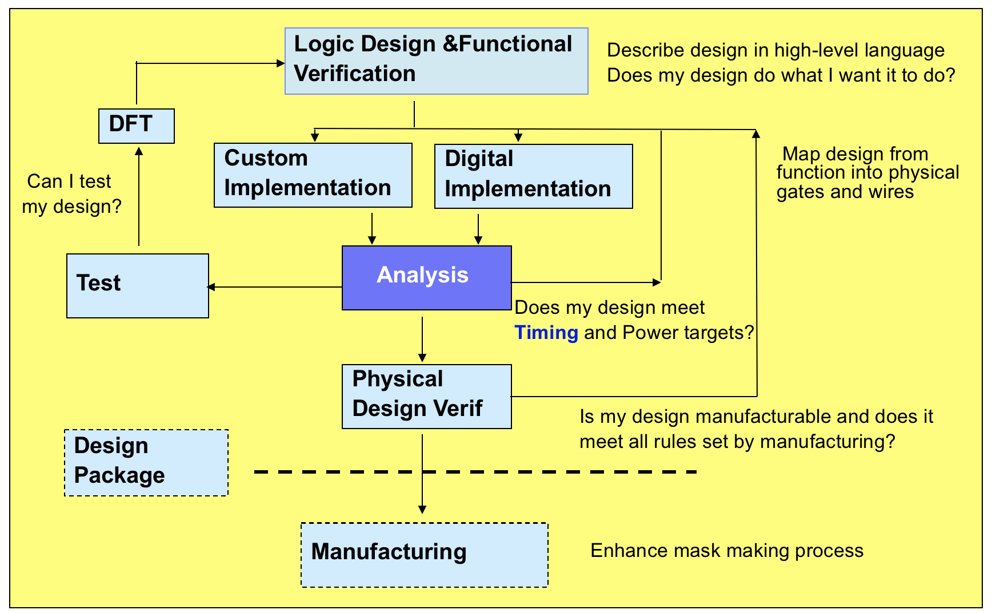 Logic Design &Functional
Verification
Describe design in high-level language
Does my design do what I want it to do?
DFT
Custom
Implementation
Digital
Implementation
Map design from
function into physical
gates and wires
Can I test
my design?
Test
Analysis
Does my design meet
Timing and Power targets?
Physical
Design Verif
Is my design manufacturable and does it
meet all rules set by manufacturing?
Design
Package
Manufacturing
Enhance mask making process